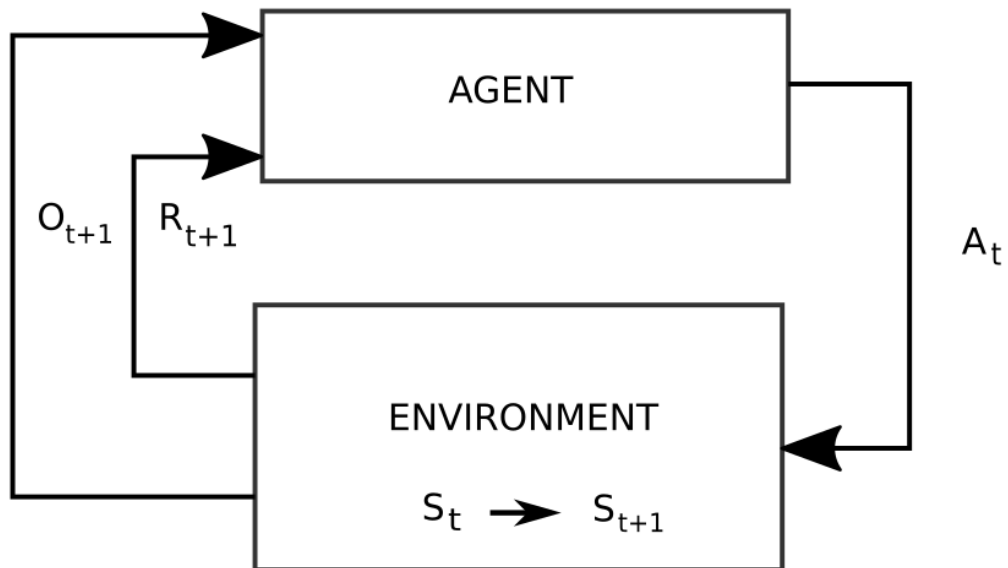 AGENT
O_{t+1}
R_{t+1}
A_t
ENVIRONMENT
S_t → S_{t+1}